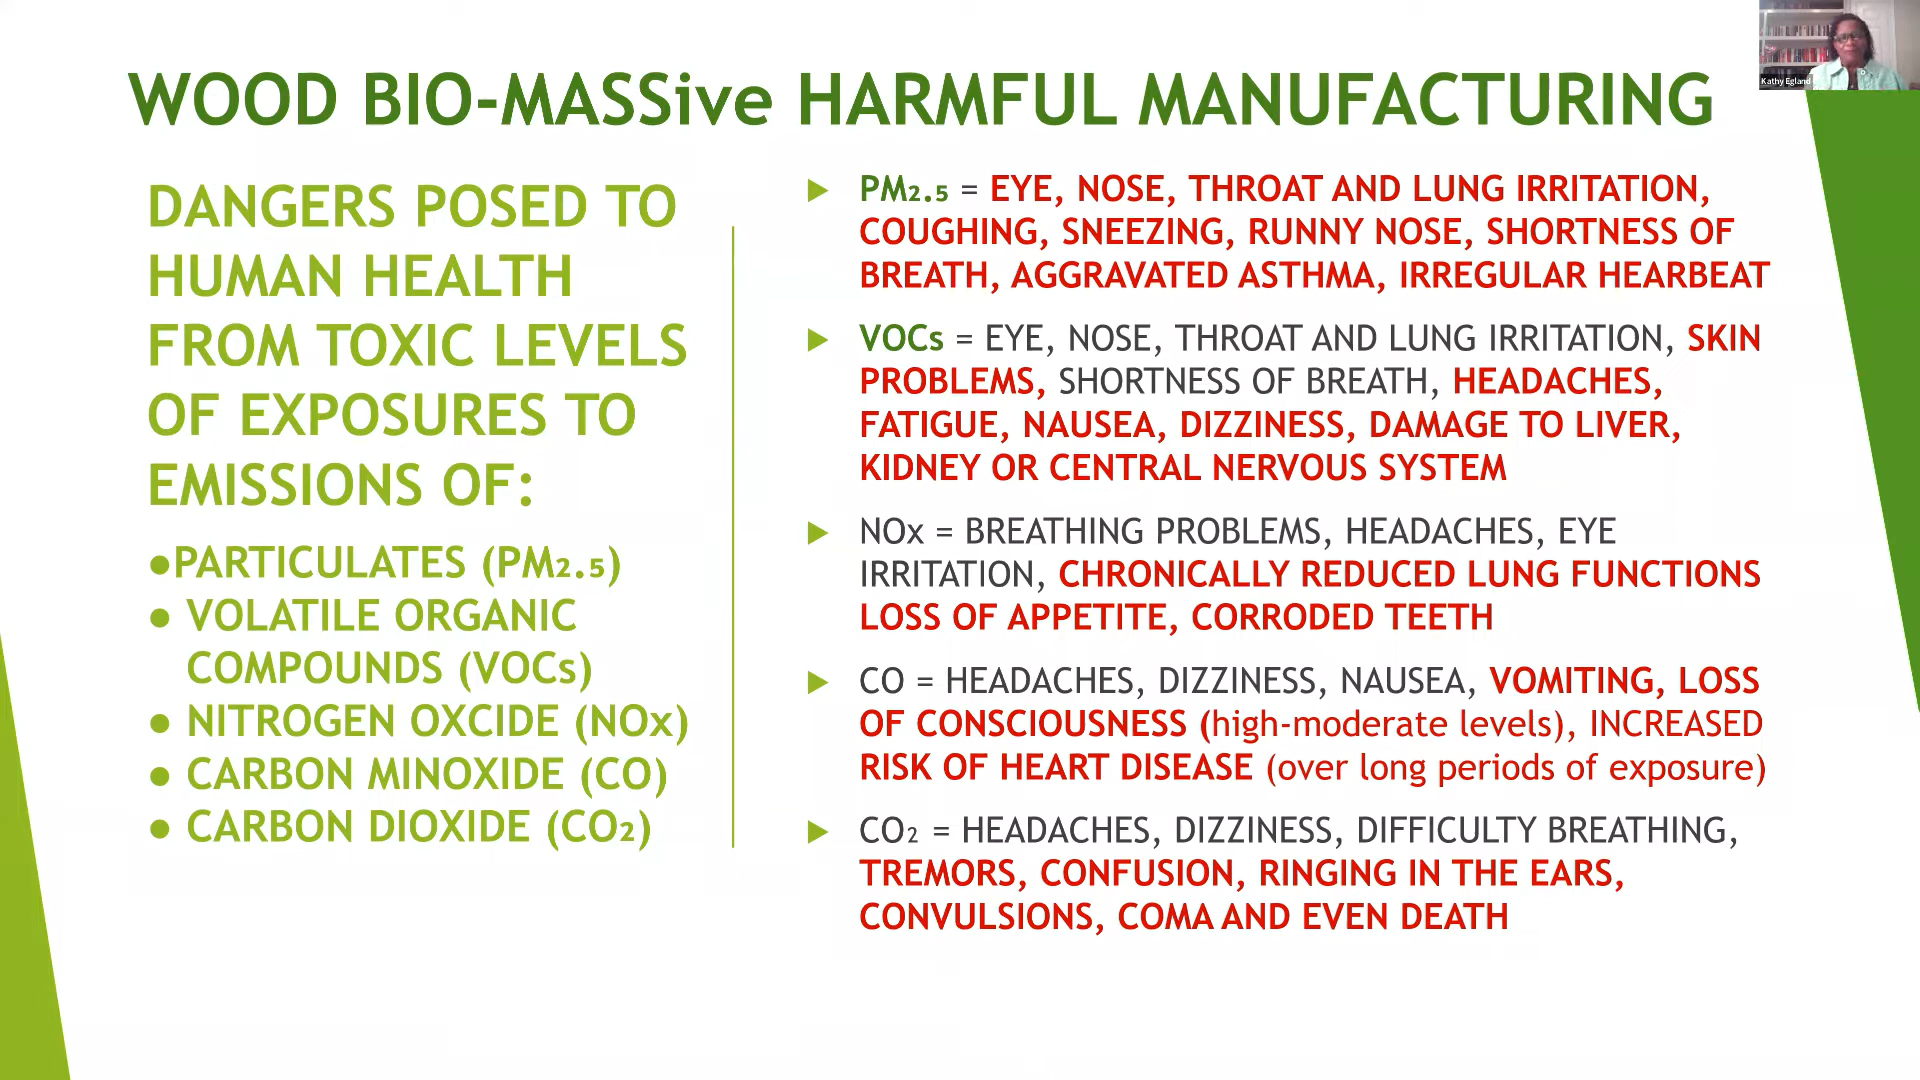 WOOD BIO-MASSive HARMFUL MANUFACTURING
DANGERS POSED TO
HUMAN HEALTH
FROM TOXIC LEVELS
OF EXPOSURES TO
EMISSIONS OF:
●PARTICULATES (PM₂.₅)
● VOLATILE ORGANIC
COMPOUNDS (VOCs)
● NITROGEN OXCIDE (NOx)
● CARBON MINOXIDE (CO)
● CARBON DIOXIDE (CO₂)
PM₂.₅ = EYE, NOSE, THROAT AND LUNG IRRITATION,
COUGHING, SNEEZING, RUNNY NOSE, SHORTNESS OF
BREATH, AGGRAVATED ASTHMA, IRREGULAR HEARBEAT
VOCs = EYE, NOSE, THROAT AND LUNG IRRITATION, SKIN
PROBLEMS, SHORTNESS OF BREATH, HEADACHES,
FATIGUE, NAUSEA, DIZZINESS, DAMAGE TO LIVER,
KIDNEY OR CENTRAL NERVOUS SYSTEM
NOx = BREATHING PROBLEMS, HEADACHES, EYE
IRRITATION, CHRONICALLY REDUCED LUNG FUNCTIONS
LOSS OF APPETITE, CORRODED TEETH
CO = HEADACHES, DIZZINESS, NAUSEA, VOMITING, LOSS
OF CONSCIOUSNESS (high-moderate levels), INCREASED
RISK OF HEART DISEASE (over long periods of exposure)
CO₂ = HEADACHES, DIZZINESS, DIFFICULTY BREATHING,
TREMORS, CONFUSION, RINGING IN THE EARS,
CONVULSIONS, COMA AND EVEN DEATH
Kathy Egland